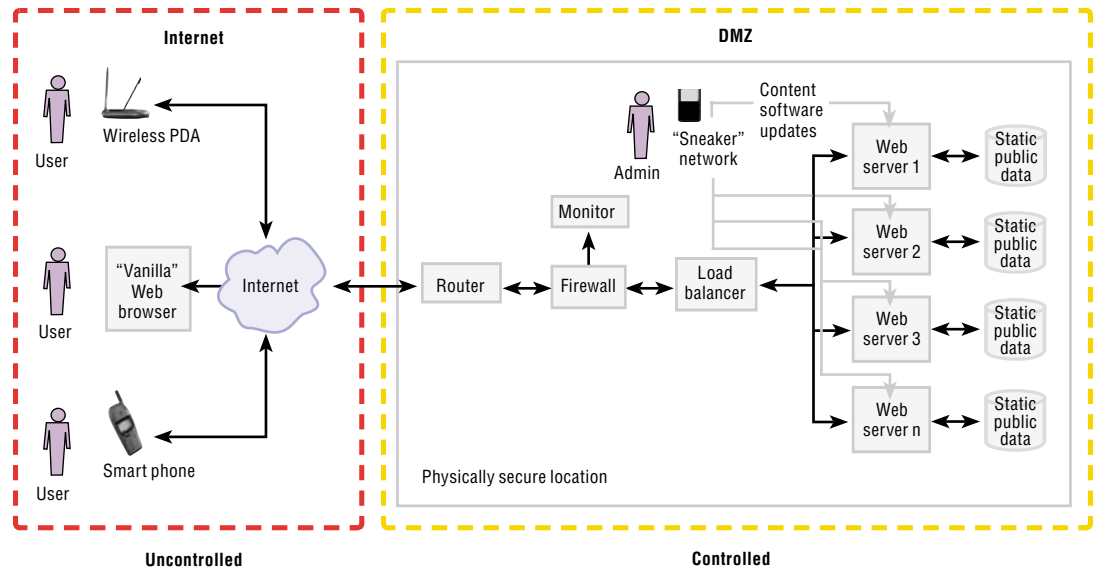 Internet
DMZ
User
Wireless PDA
User
"Vanilla"
Web
browser
Internet
User
Smart phone
Admin
"Sneaker"
network
Content
software
updates
Monitor
Router
Firewall
Load
balancer
Web
server 1
Static
public
data
Web
server 2
Static
public
data
Web
server 3
Static
public
data
Web
server n
Static
public
data
Physically secure location
Uncontrolled
Controlled